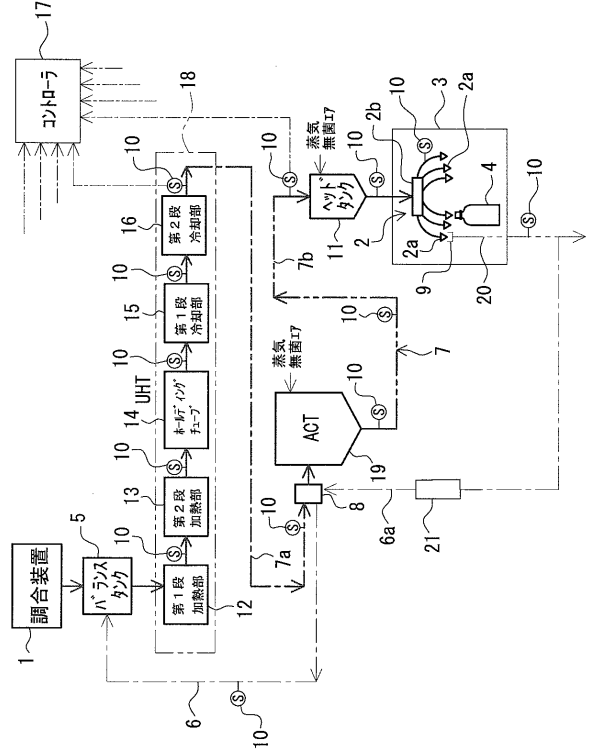 17
コントローラ
18
10
S
16
第2段
冷却部
10
S
15
第1段
冷却部
10
S
UHT
14
ホールディング
チューブ
10
S
13
第2段
加熱部
10
S
12
第1段
加熱部
5
バランス
タンク
1
調合装置
6
S
10
7a
10
S
8
6a
21
ACT
19
蒸気
無菌エア
10
S
7
10
S
7b
10
S
蒸気
無菌エア
ヘッド
タンク
11
10
S
2
2b
10
S
2a
3
4
2a
9
20
10
S